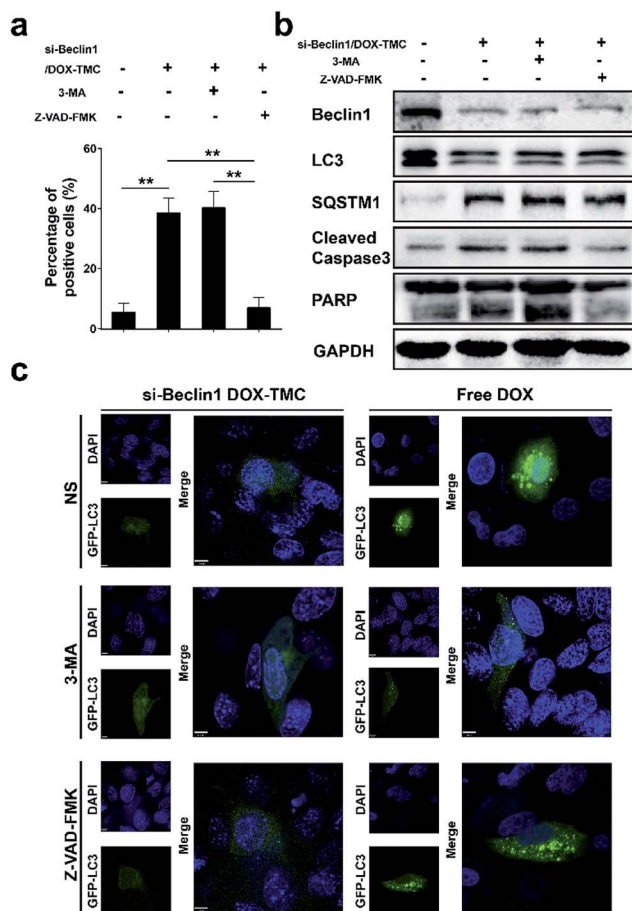 a
si-Beclin1
/DOX-TMC - + + +
3-MA - - + -
Z-VAD-FMK - - - +
Percentage of
positive cells (%)
60
40
20
0
** ** **
b
si-Beclin1/DOX-TMC - + + +
3-MA - - + -
Z-VAD-FMK - - - +
Beclin1
LC3
SQSTM1
Cleaved
Caspase3
PARP
GAPDH
c
si-Beclin1 DOX-TMC Free DOX
NS
DAPI
GFP-LC3
Merge
DAPI
GFP-LC3
Merge
3-MA
DAPI
GFP-LC3
Merge
DAPI
GFP-LC3
Merge
Z-VAD-FMK
DAPI
GFP-LC3
Merge
DAPI
GFP-LC3
Merge